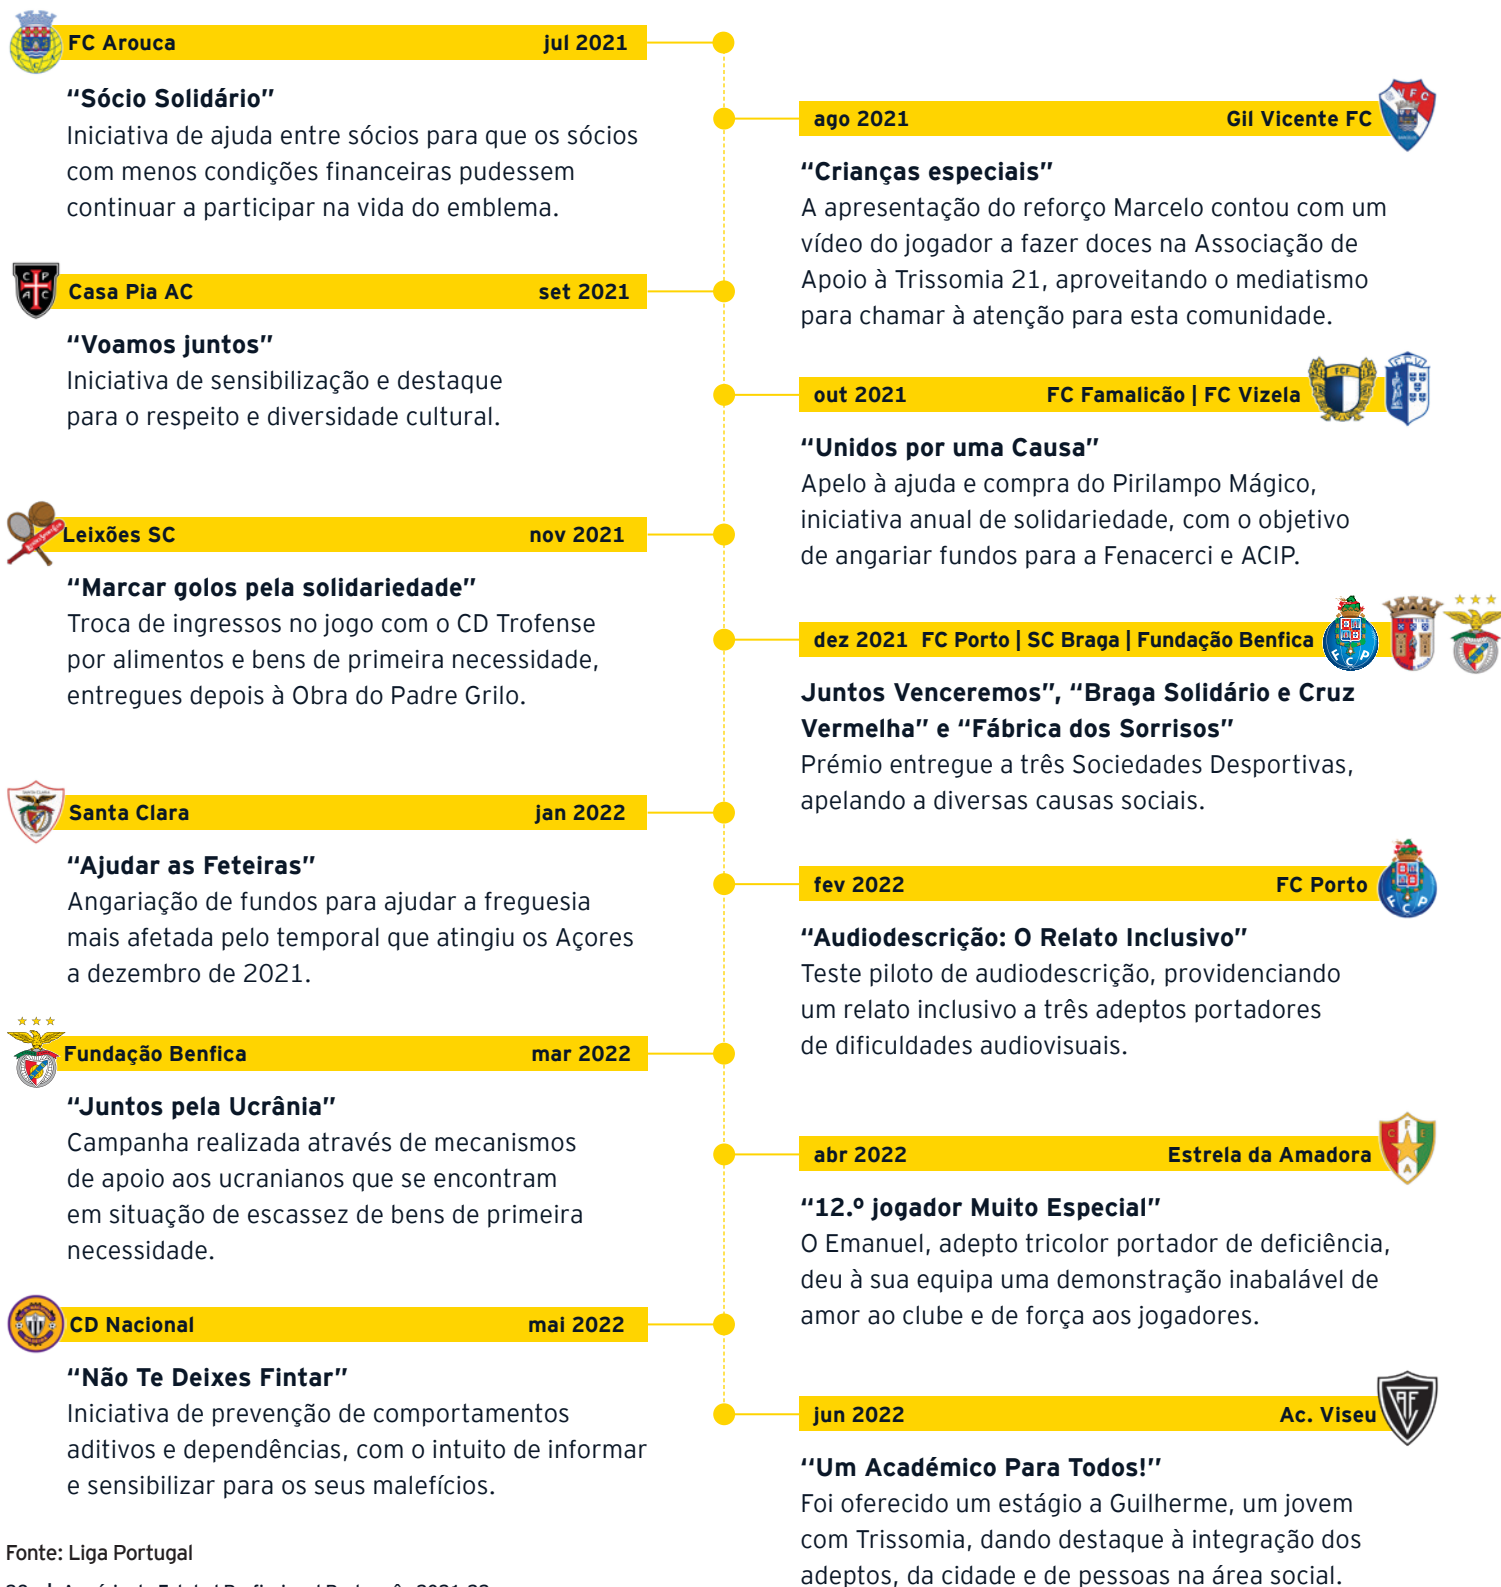 FC Arouca jul 2021
“Sócio Solidário”
Iniciativa de ajuda entre sócios para que os sócios
com menos condições financeiras pudessem
continuar a participar na vida do emblema.
ago 2021 Gil Vicente FC
“Crianças especiais”
A apresentação do reforço Marcelo contou com um
vídeo do jogador a fazer doces na Associação de
Apoio à Trissomia 21, aproveitando o mediatismo
para chamar à atenção para esta comunidade.
Casa Pia AC set 2021
“Voamos juntos”
Iniciativa de sensibilização e destaque
para o respeito e diversidade cultural.
out 2021 FC Famalicão | FC Vizela
“Unidos por uma Causa”
Apelo à ajuda e compra do Pirilampo Mágico,
iniciativa anual de solidariedade, com o objetivo
de angariar fundos para a Fenacerci e ACIP.
Leixões SC nov 2021
“Marcar golos pela solidariedade”
Troca de ingressos no jogo com o CD Trofense
por alimentos e bens de primeira necessidade,
entregues depois à Obra do Padre Grilo.
dez 2021 FC Porto | SC Braga | Fundação Benfica
Juntos Venceremos”, “Braga Solidário e Cruz
Vermelha” e “Fábrica dos Sorrisos”
Prémio entregue a três Sociedades Desportivas,
apelando a diversas causas sociais.
Santa Clara jan 2022
“Ajudar as Feteiras”
Angariação de fundos para ajudar a freguesia
mais afetada pelo temporal que atingiu os Açores
a dezembro de 2021.
fev 2022 FC Porto
“Audiodescrição: O Relato Inclusivo”
Teste piloto de audiodescrição, providenciando
um relato inclusivo a três adeptos portadores
de dificuldades audiovisuais.
Fundação Benfica mar 2022
“Juntos pela Ucrânia”
Campanha realizada através de mecanismos
de apoio aos ucranianos que se encontram
em situação de escassez de bens de primeira
necessidade.
abr 2022 Estrela da Amadora
“12.º jogador Muito Especial”
O Emanuel, adepto tricolor portador de deficiência,
deu à sua equipa uma demonstração inabalável de
amor ao clube e de força aos jogadores.
CD Nacional mai 2022
“Não Te Deixes Fintar”
Iniciativa de prevenção de comportamentos
aditivos e dependências, com o intuito de informar
e sensibilizar para os seus malefícios.
jun 2022 Ac. Viseu
“Um Académico Para Todos!”
Foi oferecido um estágio a Guilherme, um jovem
com Trissomia, dando destaque à integração dos
adeptos, da cidade e de pessoas na área social.
Fonte: Liga Portugal